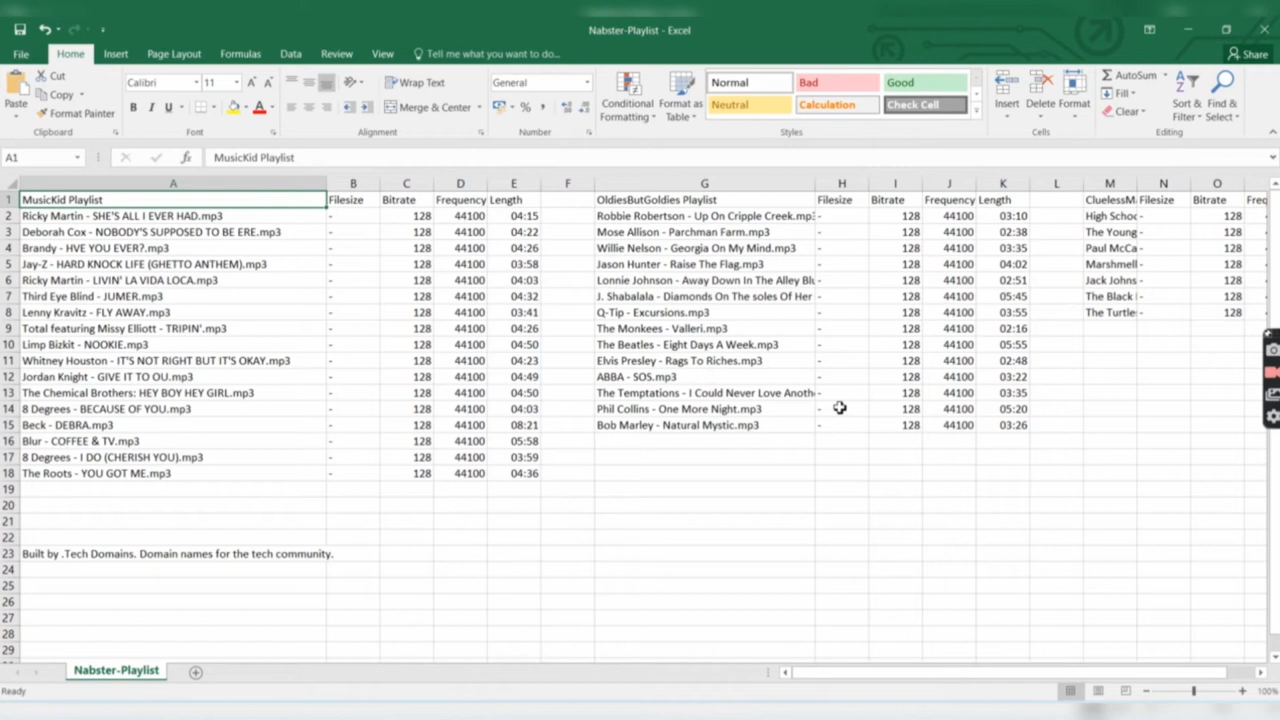 Nabster-Playlist - Excel
File Home Insert Page Layout Formulas Data Review View Tell me what you want to do... Share
Paste Cut Copy Format Painter Clipboard
Calibri 11 A A B I U A Font
Wrap Text Merge & Center Alignment
General % , Number
Conditional Formatting Format as Table Normal Bad Good Neutral Calculation Check Cell Styles
Insert Delete Format Cells
AutoSum Fill Clear Sort & Filter Find & Select Editing
A1 fx MusicKid Playlist
A B C D E F G H I J K L M N O
1 MusicKid Playlist Filesize Bitrate Frequency Length OldiesButGoldies Playlist Filesize Bitrate Frequency Length CluelessMa Filesize Bitrate Freq
2 Ricky Martin - SHE'S ALL I EVER HAD.mp3 - 128 44100 04:15 Robbie Robertson - Up On Cripple Creek.mp3 - 128 44100 03:10 High Schoo - 128
3 Deborah Cox - NOBODY'S SUPPOSED TO BE ERE.mp3 - 128 44100 04:22 Mose Allison - Parchman Farm.mp3 - 128 44100 02:38 The Young - 128
4 Brandy - HVE YOU EVER?.mp3 - 128 44100 04:26 Willie Nelson - Georgia On My Mind.mp3 - 128 44100 03:35 Paul McCa - 128
5 Jay-Z - HARD KNOCK LIFE (GHETTO ANTHEM).mp3 - 128 44100 03:58 Jason Hunter - Raise The Flag.mp3 - 128 44100 04:02 Marshmell - 128
6 Ricky Martin - LIVIN' LA VIDA LOCA.mp3 - 128 44100 04:03 Lonnie Johnson - Away Down In The Alley Blu - 128 44100 02:51 Jack Johns - 128
7 Third Eye Blind - JUMER.mp3 - 128 44100 04:32 J. Shabalala - Diamonds On The soles Of Her - 128 44100 05:45 The Black - 128
8 Lenny Kravitz - FLY AWAY.mp3 - 128 44100 03:41 Q-Tip - Excursions.mp3 - 128 44100 03:55 The Turtle - 128
9 Total featuring Missy Elliott - TRIPIN'.mp3 - 128 44100 04:26 The Monkees - Valleri.mp3 - 128 44100 02:16
10 Limp Bizkit - NOOKIE.mp3 - 128 44100 04:50 The Beatles - Eight Days A Week.mp3 - 128 44100 05:55
11 Whitney Houston - IT'S NOT RIGHT BUT IT'S OKAY.mp3 - 128 44100 04:23 Elvis Presley - Rags To Riches.mp3 - 128 44100 02:48
12 Jordan Knight - GIVE IT TO OU.mp3 - 128 44100 04:49 ABBA - SOS.mp3 - 128 44100 03:22
13 The Chemical Brothers: HEY BOY HEY GIRL.mp3 - 128 44100 04:50 The Temptations - I Could Never Love Anoth - 128 44100 03:35
14 8 Degrees - BECAUSE OF YOU.mp3 - 128 44100 04:03 Phil Collins - One More Night.mp3 - 128 44100 05:20
15 Beck - DEBRA.mp3 - 128 44100 08:21 Bob Marley - Natural Mystic.mp3 - 128 44100 03:26
16 Blur - COFFEE & TV.mp3 - 128 44100 05:58
17 8 Degrees - I DO (CHERISH YOU).mp3 - 128 44100 03:59
18 The Roots - YOU GOT ME.mp3 - 128 44100 04:36
19
20
21
22
23 Built by .Tech Domains. Domain names for the tech community.
24
25
26
27
28
29
Nabster-Playlist
Ready 100%